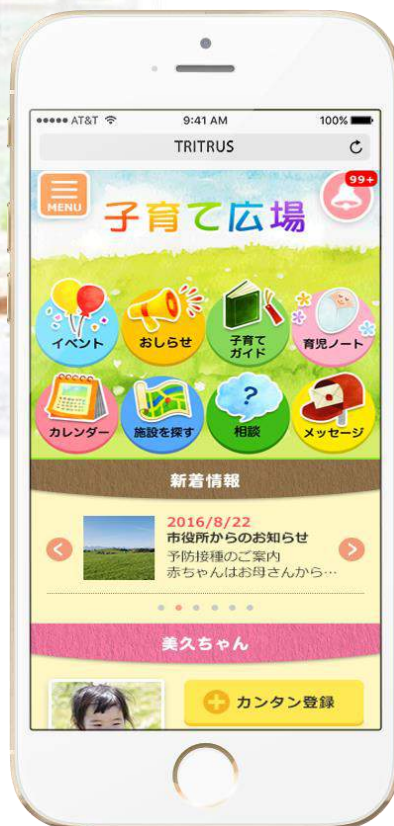 AT&T 9:41 AM 100%
TRITRUS
MENU
99+
子育て広場
イベント
おしらせ
子育て
ガイド
育児ノート
カレンダー
施設を探す
相談
メッセージ
新着情報
2016/8/22
市役所からのお知らせ
予防接種のご案内
赤ちゃんはお母さんから…
美久ちゃん
カンタン登録